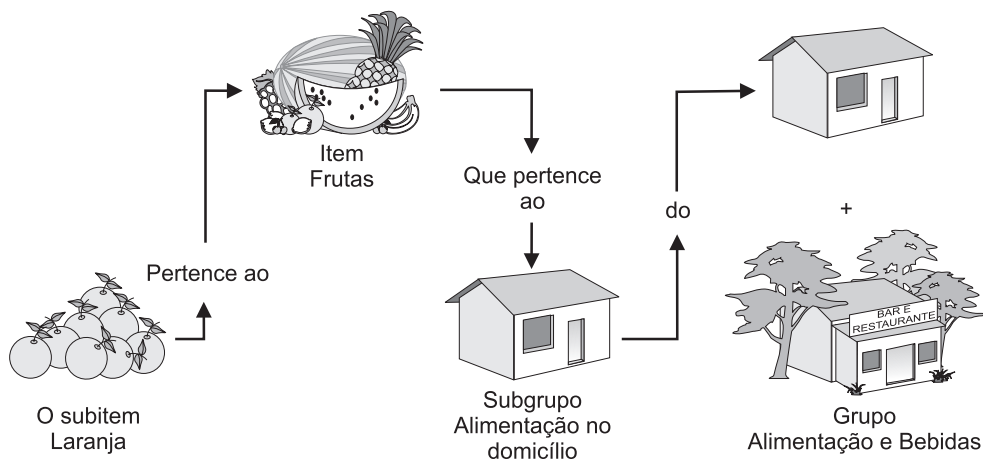 O subitem
Laranja
Pertence ao
Item
Frutas
Que pertence
ao
Subgrupo
Alimentação no
domicílio
do
+
BAR E
RESTAURANTE
Grupo
Alimentação e Bebidas